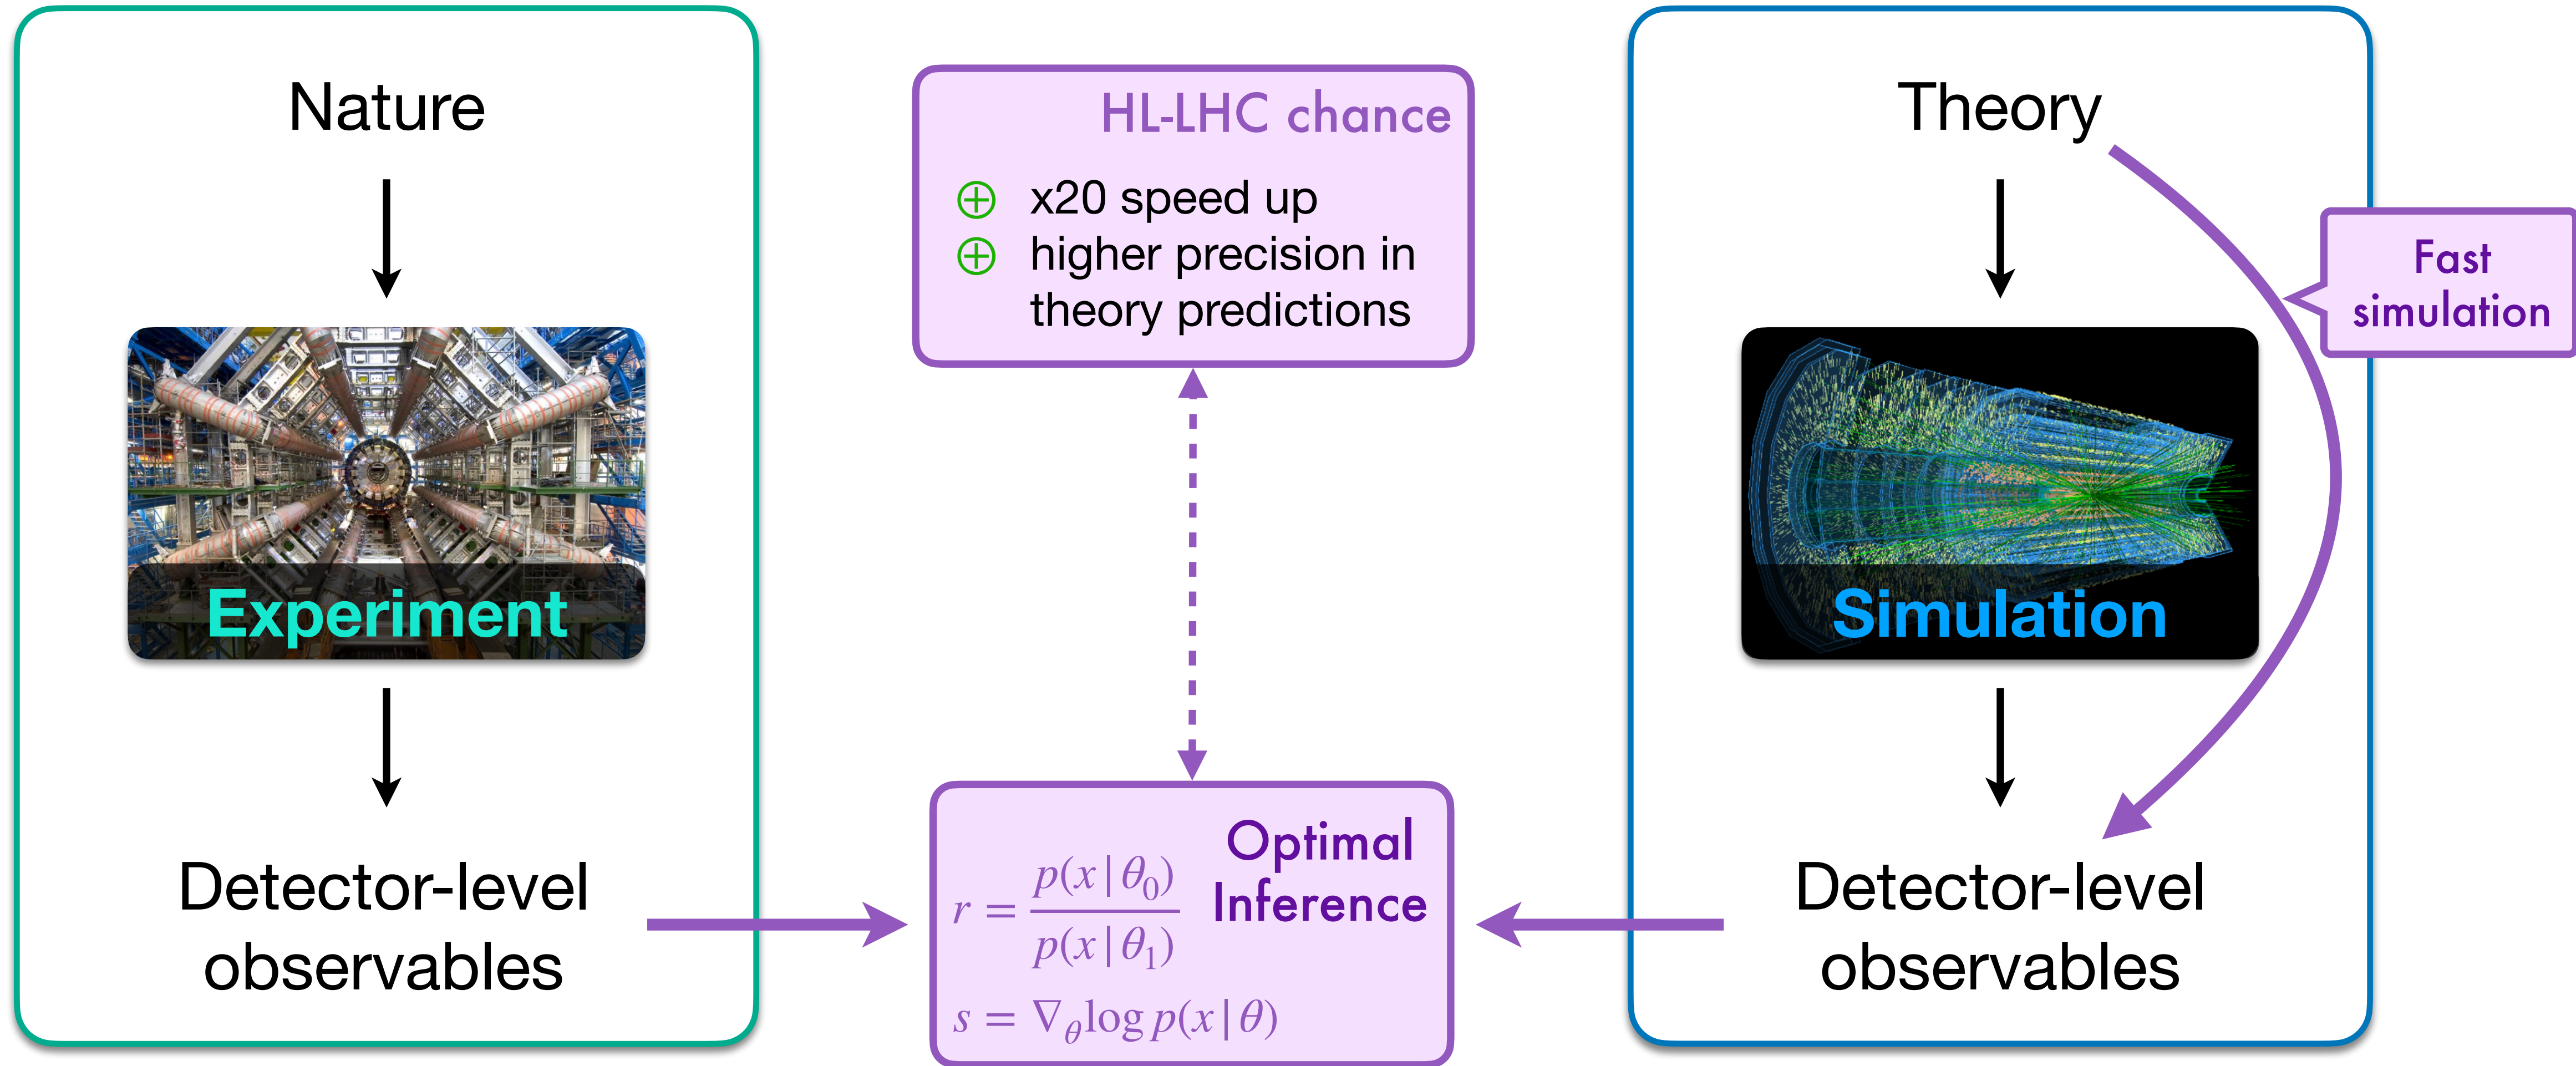 Nature
Experiment
Detector-level
observables
HL-LHC chance
⊕ x20 speed up
⊕ higher precision in
theory predictions
Optimal
Inference
r = p(x|θ₀) / p(x|θ₁)
s = ∇_θ log p(x|θ)
Theory
Fast
simulation
Simulation
Detector-level
observables